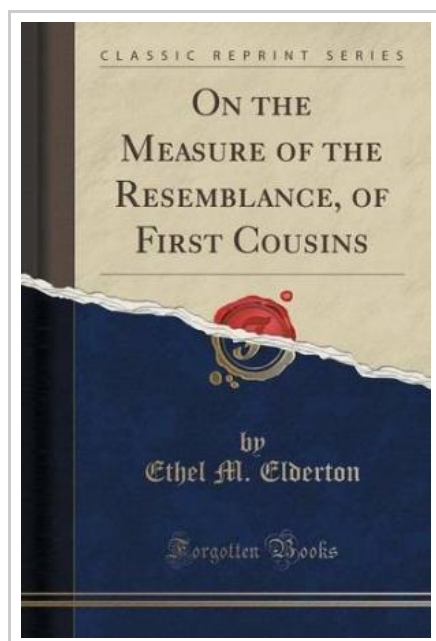 CLASSIC REPRINT SERIES
ON THE
MEASURE OF THE
RESEMBLANCE, OF
FIRST COUSINS
by
Ethel M. Elderton
Forgotten Books